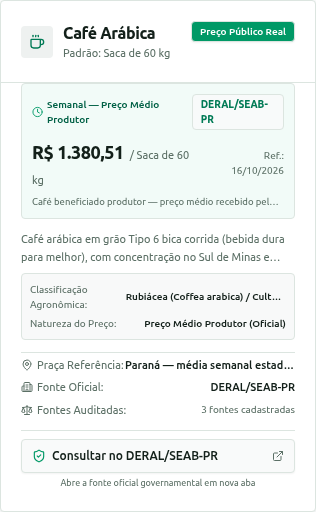 Café Arábica
Padrão: Saca de 60 kg
Preço Público Real
Semanal — Preço Médio
Produtor
DERAL/SEAB-
PR
R$ 1.380,51 / Saca de 60
kg
Ref.:
16/10/2026
Café beneficiado produtor — preço médio recebido pel…
Café arábica em grão Tipo 6 bica corrida (bebida dura
para melhor), com concentração no Sul de Minas e…
Classificação
Agronômica:
Rubiácea (Coffea arabica) / Cult…
Natureza do Preço:
Preço Médio Produtor (Oficial)
Praça Referência: Paraná — média semanal estad…
Fonte Oficial:
DERAL/SEAB-PR
Fontes Auditadas:
3 fontes cadastradas
Consultar no DERAL/SEAB-PR
Abre a fonte oficial governamental em nova aba